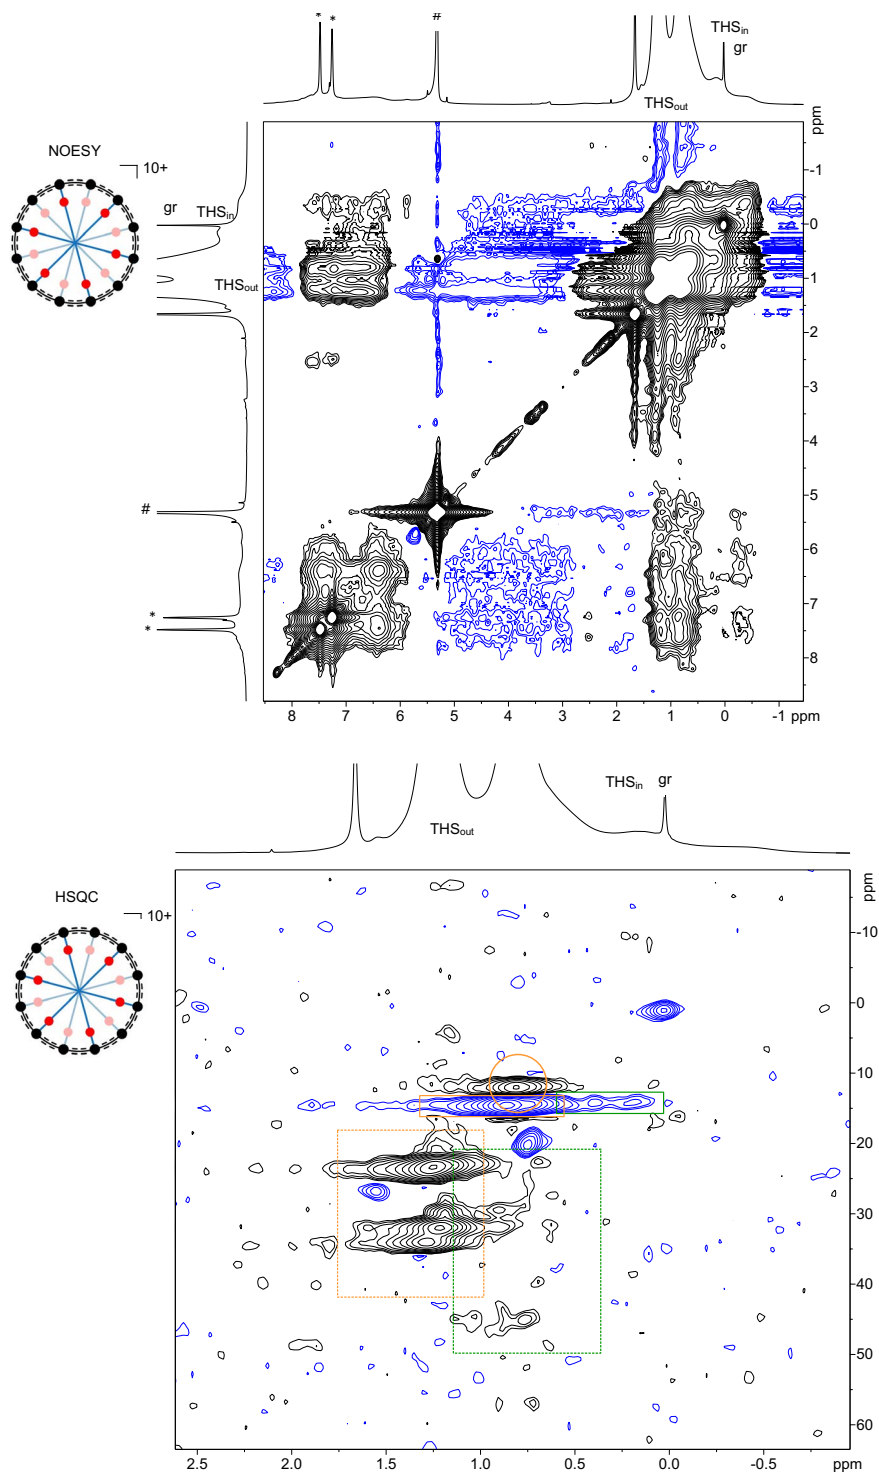 * * # THS_in
gr
THS_out
NOESY
10+
gr THS_in
THS_out
#
*
*
ppm
-1
0
1
2
3
4
5
6
7
8
8 7 6 5 4 3 2 1 0 -1 ppm
THS_in gr
THS_out
HSQC
10+
ppm
-10
0
10
20
30
40
50
60
2.5 2.0 1.5 1.0 0.5 0.0 -0.5 ppm